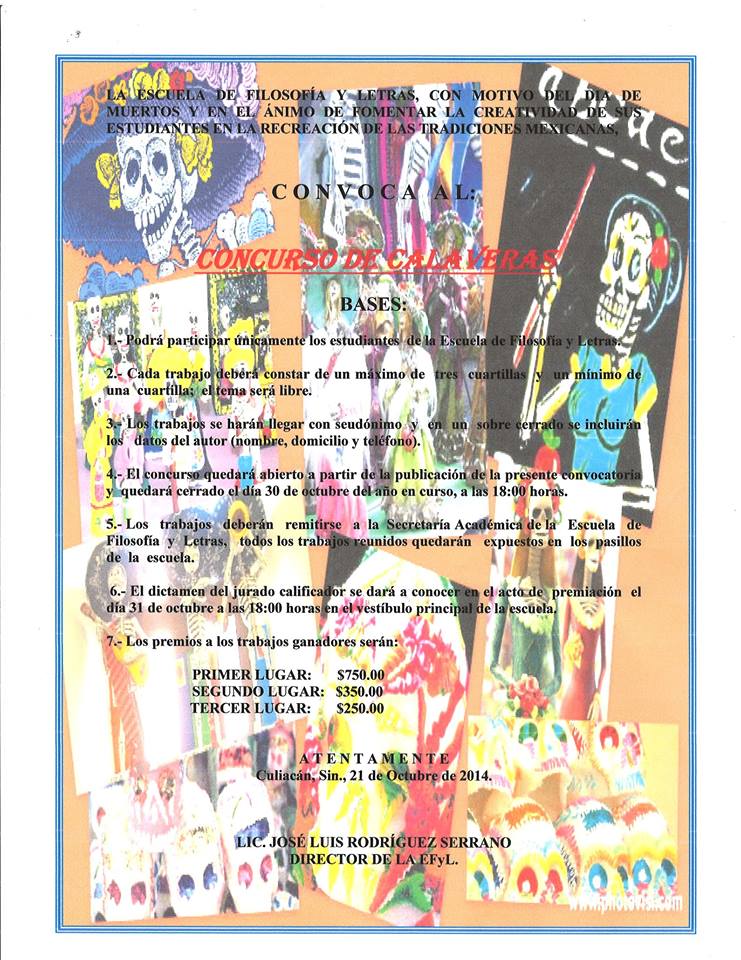 LA ESCUELA DE FILOSOFÍA Y LETRAS, CON MOTIVO DEL DÍA DE
MUERTOS Y EN EL ÁNIMO DE FOMENTAR LA CREATIVIDAD DE SUS
ESTUDIANTES EN LA RECREACIÓN DE LAS TRADICIONES MEXICANAS,
C O N V O C A A L:
CONCURSO DE CALAVERAS
BASES:
1.- Podrá participar únicamente los estudiantes de la Escuela de Filosofía y Letras.
2.- Cada trabajo deberá constar de un máximo de tres cuartillas y un mínimo de
una cuartilla; el tema será libre.
3.- Los trabajos se harán llegar con seudónimo y en un sobre cerrado se incluirán
los datos del autor (nombre, domicilio y teléfono).
4.- El concurso quedará abierto a partir de la publicación de la presente convocatoria
y quedará cerrado el día 30 de octubre del año en curso, a las 18:00 horas.
5.- Los trabajos deberán remitirse a la Secretaría Académica de la Escuela de
Filosofía y Letras, todos los trabajos reunidos quedarán expuestos en los pasillos
de la escuela.
6.- El dictamen del jurado calificador se dará a conocer en el acto de premiación el
día 31 de octubre a las 18:00 horas en el vestíbulo principal de la escuela.
7.- Los premios a los trabajos ganadores serán:
PRIMER LUGAR: $750.00
SEGUNDO LUGAR: $350.00
TERCER LUGAR: $250.00
A T E N T A M E N T E
Culiacán, Sin., 21 de Octubre de 2014.
LIC. JOSÉ LUIS RODRÍGUEZ SERRANO
DIRECTOR DE LA EFyL.
www.photovisi.com